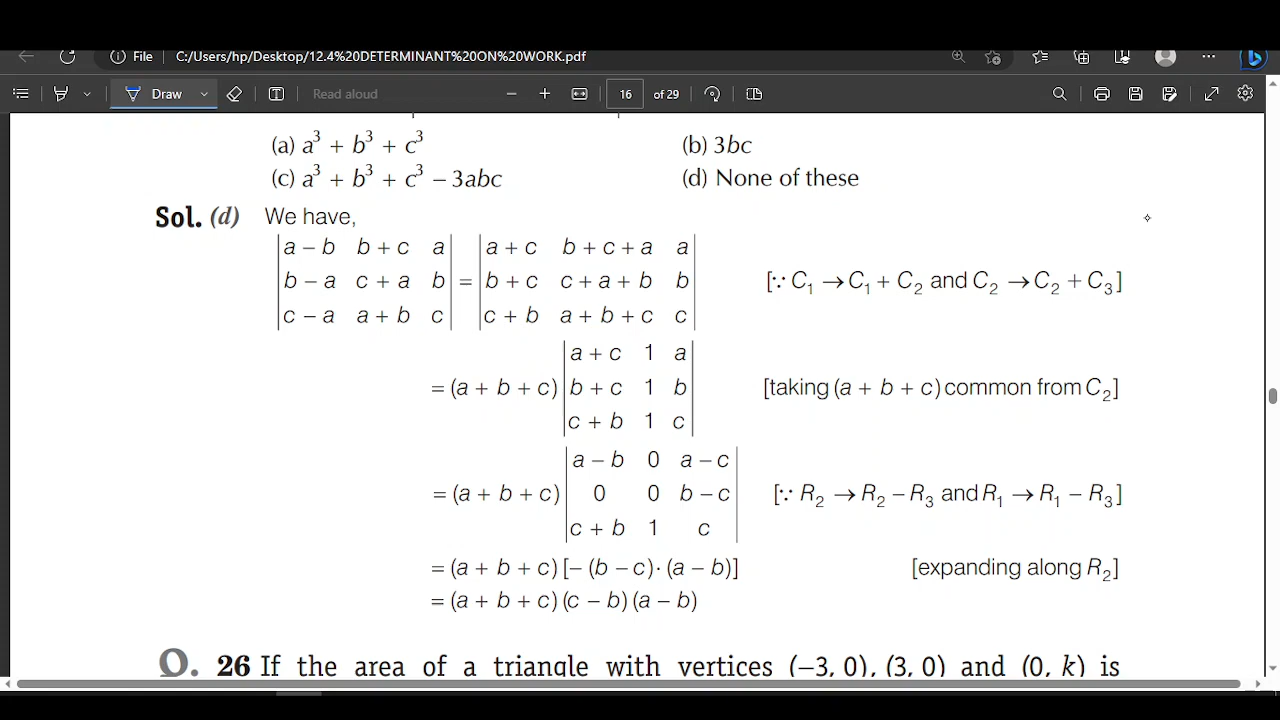 File C:/Users/hp/Desktop/12.4%20DETERMINANT%20ON%20WORK.pdf
Draw Read aloud 16 of 29
(a) a³ + b³ + c³ (b) 3bc
(c) a³ + b³ + c³ − 3abc (d) None of these
Sol. (d) We have,
|a − b b + c a| |a + c b + c + a a|
|b − a c + a b| = |b + c c + a + b b| [∵ C₁ → C₁ + C₂ and C₂ → C₂ + C₃]
|c − a a + b c| |c + b a + b + c c|
|a + c 1 a|
= (a + b + c) |b + c 1 b| [taking (a + b + c) common from C₂]
|c + b 1 c|
|a − b 0 a − c|
= (a + b + c) |0 0 b − c| [∵ R₂ → R₂ − R₃ and R₁ → R₁ − R₃]
|c + b 1 c|
= (a + b + c) [− (b − c)· (a − b)] [expanding along R₂]
= (a + b + c) (c − b) (a − b)
Q. 26 If the area of a triangle with vertices (−3, 0), (3, 0) and (0, k) is